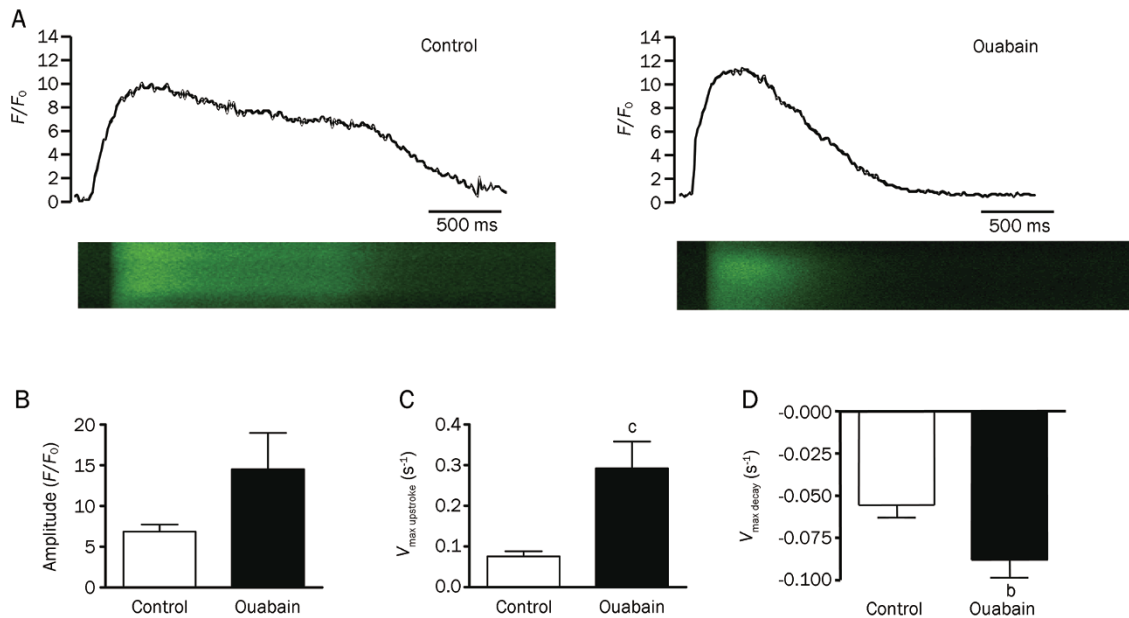 A
14
12
10
8
6
4
2
0
F/F₀
Control
500 ms
14
12
10
8
6
4
2
0
F/F₀
Ouabain
500 ms
B
20
15
10
5
0
Amplitude (F/F₀)
Control Ouabain
C
0.4
0.3
0.2
0.1
0.0
V max upstroke (s⁻¹)
c
Control Ouabain
D
-0.000
-0.025
-0.050
-0.075
-0.100
V max decay (s⁻¹)
b
Control Ouabain